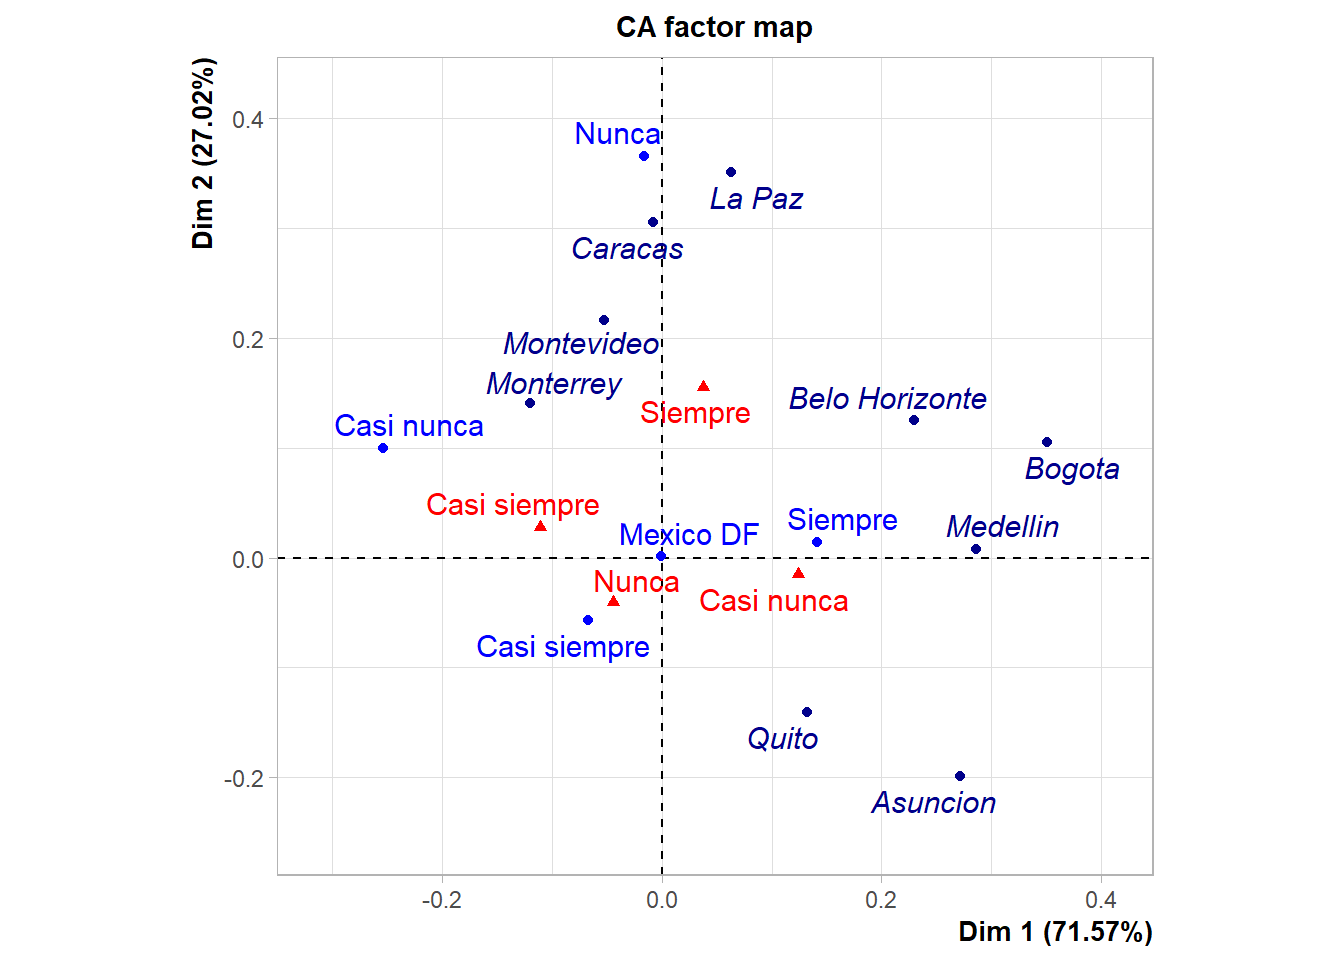 CA factor map
Dim 2 (27.02%)
0.4
0.2
0.0
-0.2
Nunca
La Paz
Caracas
Montevideo
Monterrey
Siempre
Belo Horizonte
Casi nunca
Bogota
Casi siempre
Siempre
Medellin
Mexico DF
Nunca
Casi nunca
Casi siempre
Quito
Asuncion
-0.2
0.0
0.2
0.4
Dim 1 (71.57%)